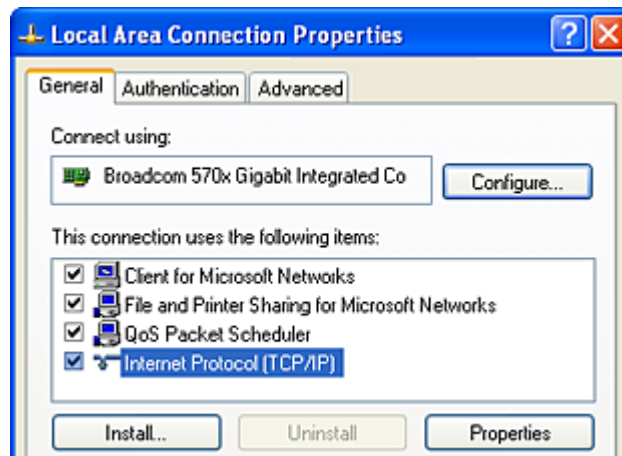 Local Area Connection Properties
General Authentication Advanced
Connect using:
Broadcom 570x Gigabit Integrated Co Configure...
This connection uses the following items:
Client for Microsoft Networks
File and Printer Sharing for Microsoft Networks
QoS Packet Scheduler
Internet Protocol (TCP/IP)
Install... Uninstall Properties